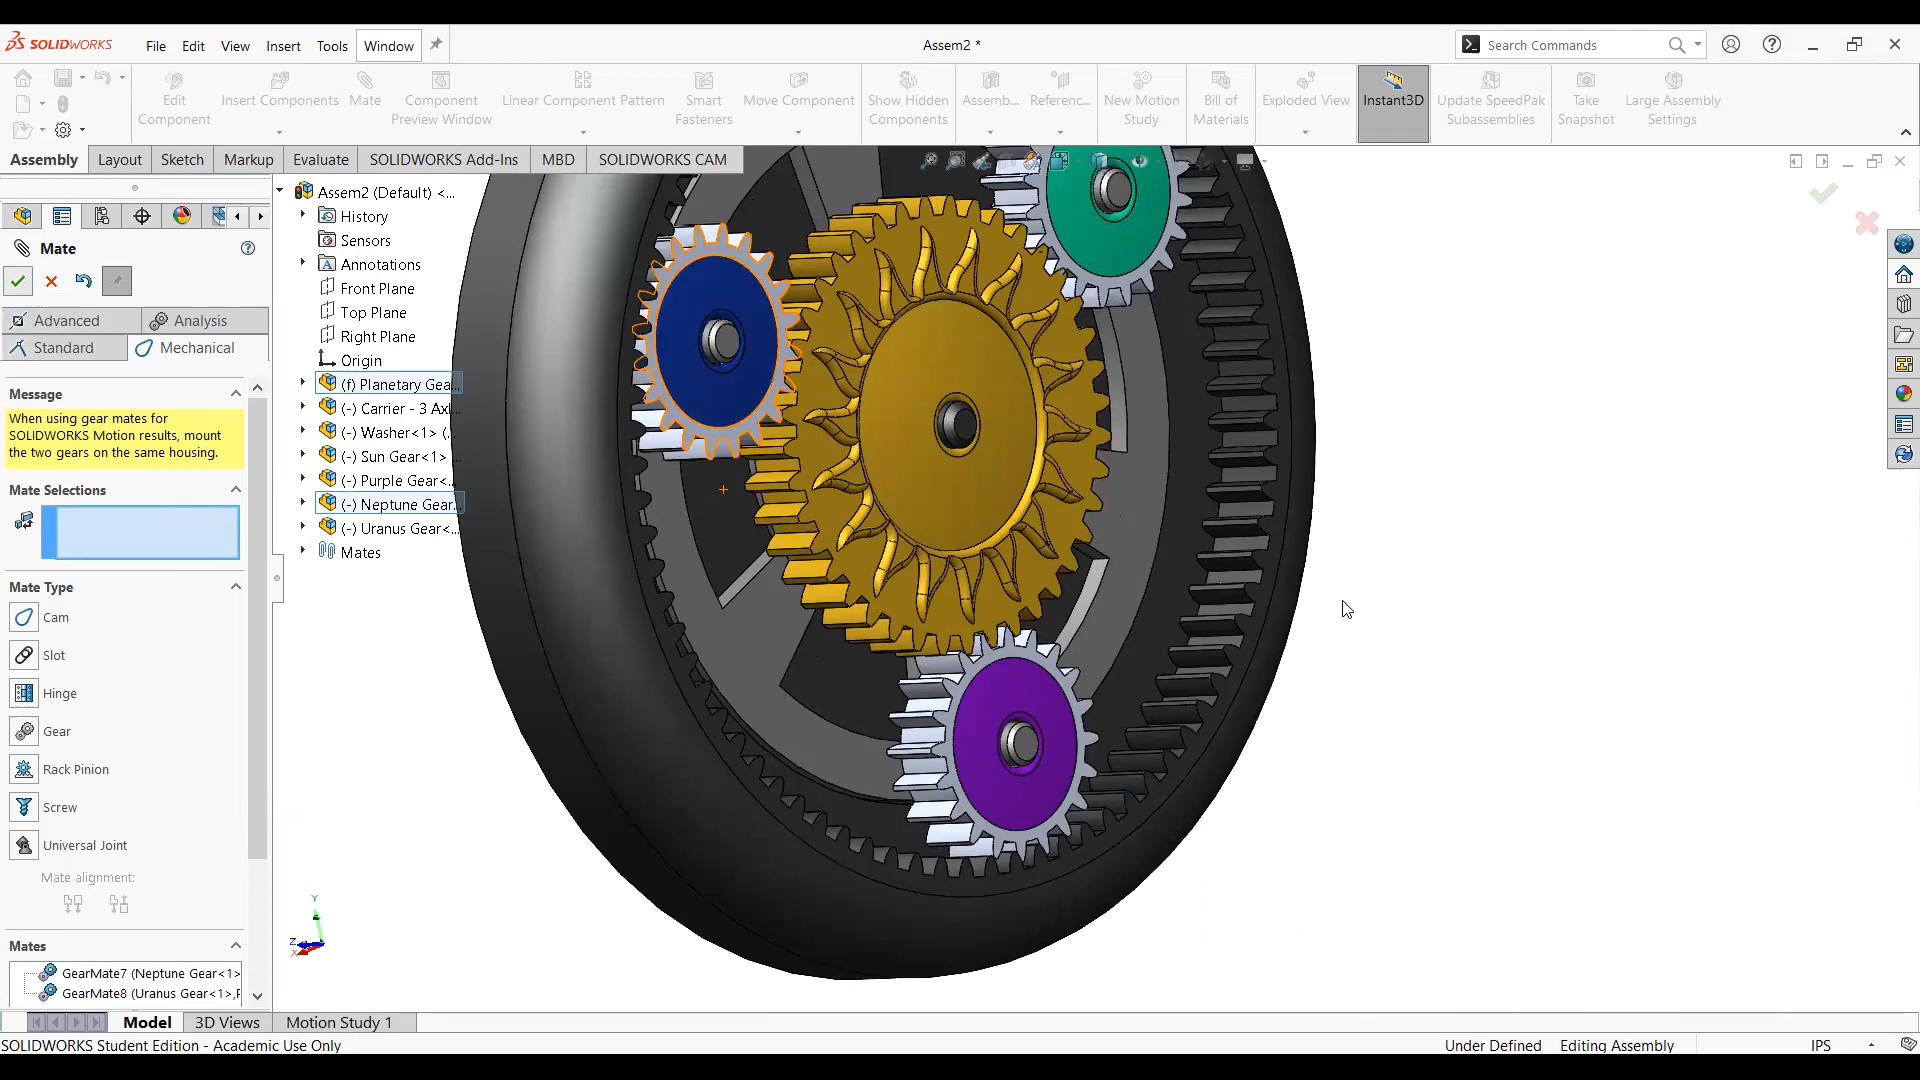 SOLIDWORKS
File Edit View Insert Tools Window
Assem2 *
Search Commands
Edit Component
Insert Components
Mate
Component Preview Window
Linear Component Pattern
Smart Fasteners
Move Component
Show Hidden Components
Assemb...
Referenc...
New Motion Study
Bill of Materials
Exploded View
Instant3D
Update SpeedPak Subassemblies
Take Snapshot
Large Assembly Settings
Assembly Layout Sketch Markup Evaluate SOLIDWORKS Add-Ins MBD SOLIDWORKS CAM
Mate
Advanced
Analysis
Standard
Mechanical
Message
When using gear mates for
SOLIDWORKS Motion results, mount
the two gears on the same housing.
Mate Selections
Mate Type
Cam
Slot
Hinge
Gear
Rack Pinion
Screw
Universal Joint
Mate alignment:
Mates
GearMate7 (Neptune Gear<1>
GearMate8 (Uranus Gear<1>,F
Assem2 (Default) <...
History
Sensors
Annotations
Front Plane
Top Plane
Right Plane
Origin
(f) Planetary Gea...
(-) Carrier - 3 Axl...
(-) Washer<1> (...
(-) Sun Gear<1>
(-) Purple Gear<...
(-) Neptune Gear...
(-) Uranus Gear<...
Mates
Y
Z
X
Model 3D Views Motion Study 1
SOLIDWORKS Student Edition - Academic Use Only
Under Defined Editing Assembly IPS